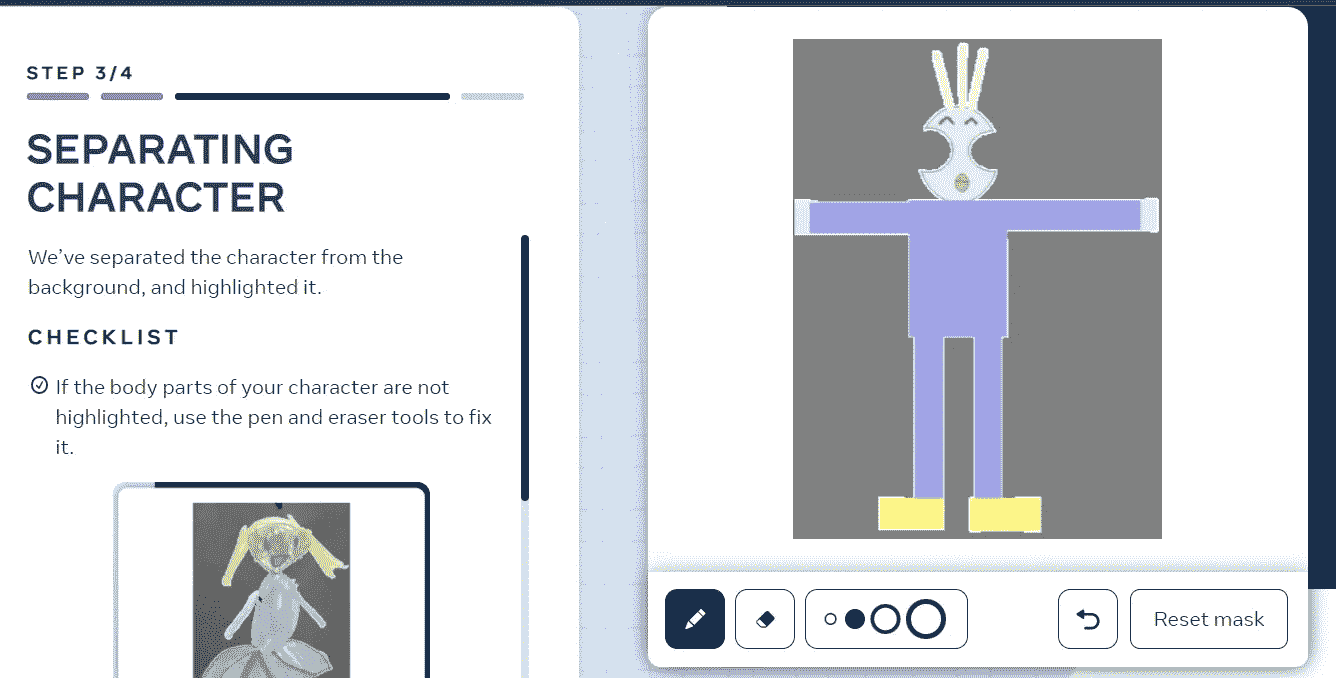 STEP 3/4
SEPARATING
CHARACTER
We’ve separated the character from the
background, and highlighted it.
CHECKLIST
If the body parts of your character are not
highlighted, use the pen and eraser tools to fix
it.
Reset mask